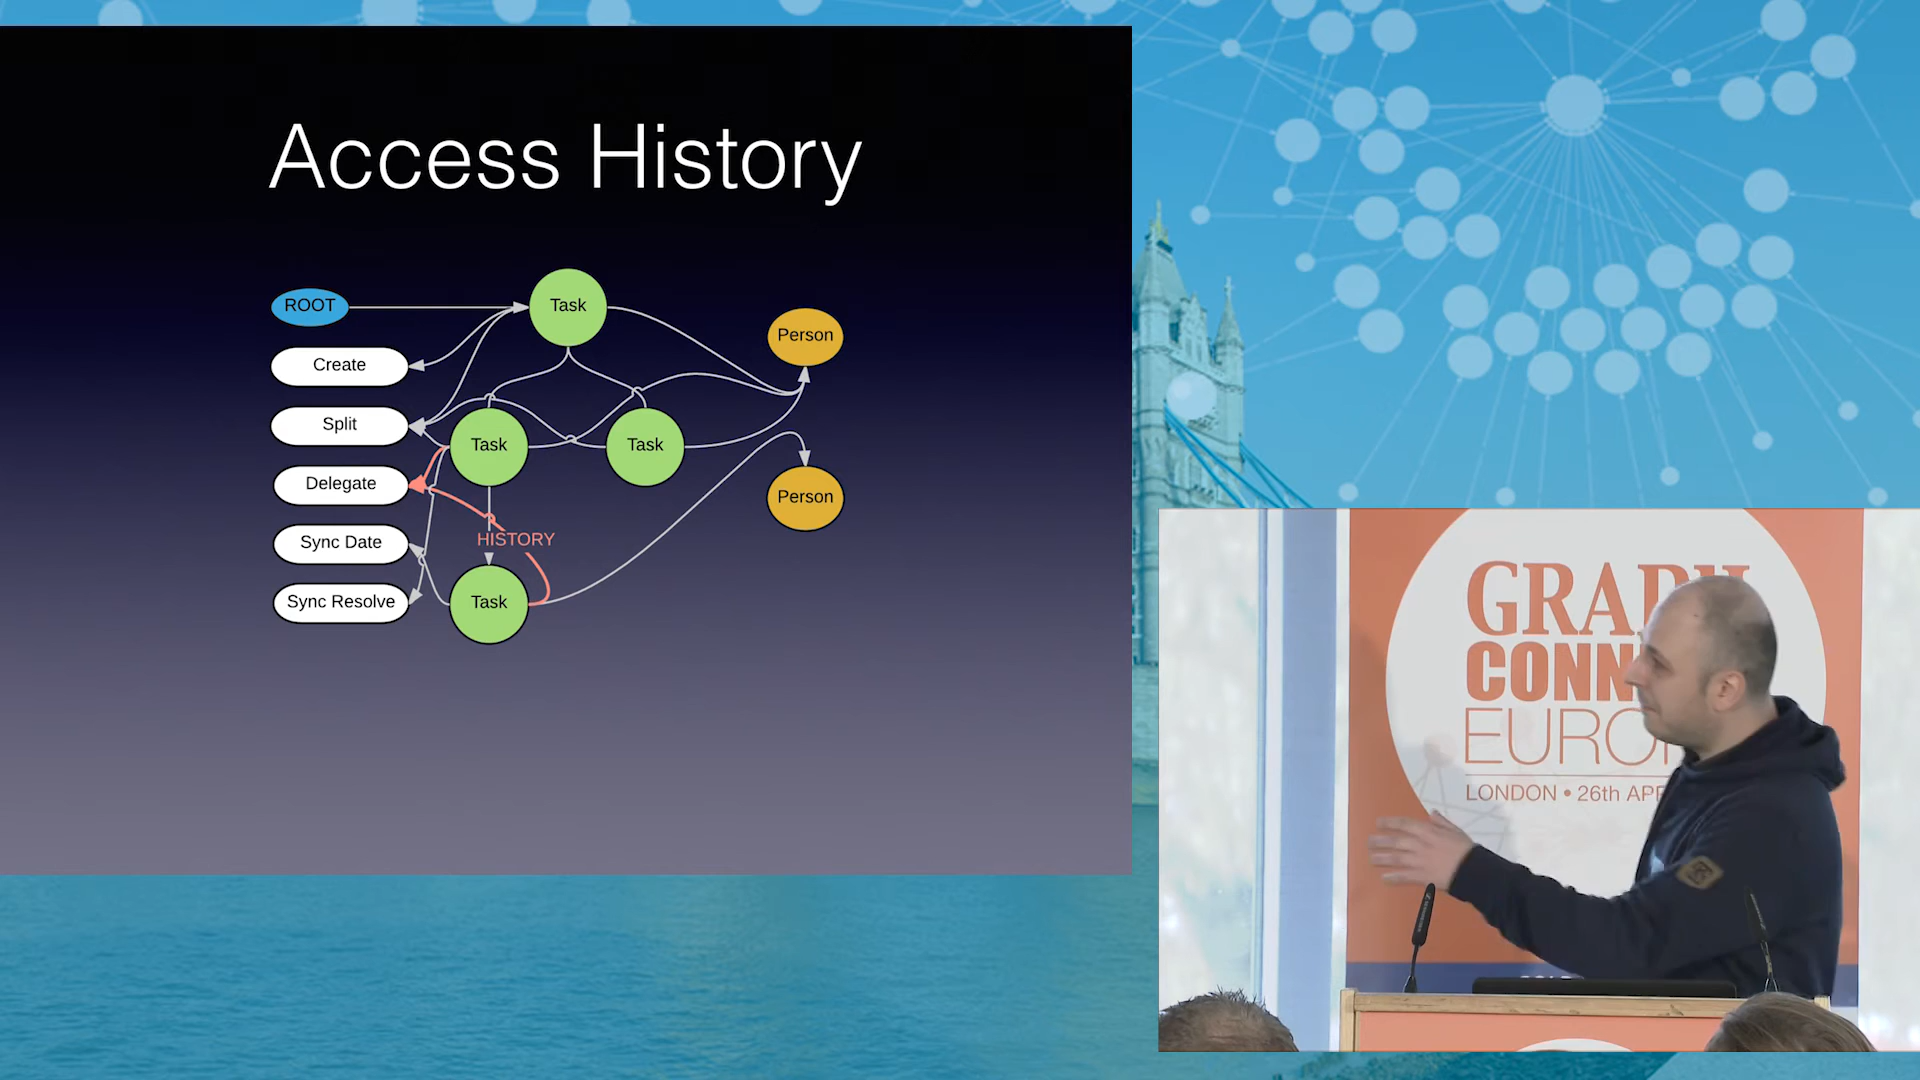 Access History
ROOT
Task
Person
Create
Split
Task
Task
Delegate
Person
HISTORY
Sync Date
Sync Resolve
Task
GRAPH
CONN
EURO
LONDON • 26th APR